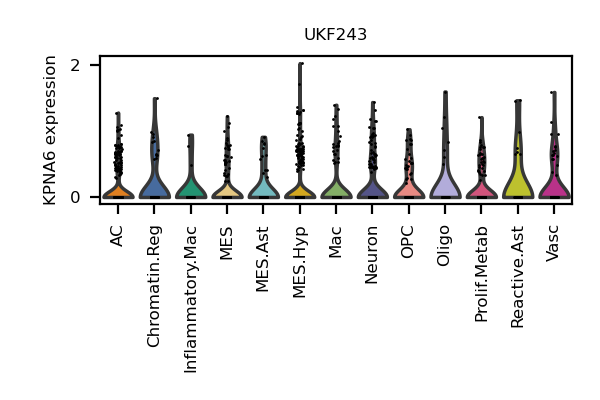 UKF243
KPNA6 expression
2
0
AC
Chromatin.Reg
Inflammatory.Mac
MES
MES.Ast
MES.Hyp
Mac
Neuron
OPC
Oligo
Prolif.Metab
Reactive.Ast
Vasc